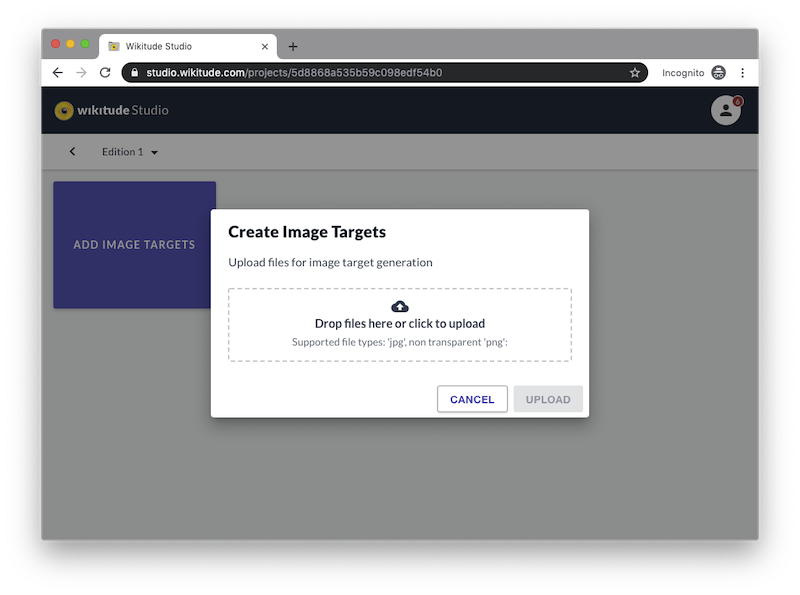 Wikitude Studio
studio.wikitude.com/projects/5d8868a535b59c098edf54b0
Incognito
wikitude Studio
6
Edition 1
ADD IMAGE TARGETS
Create Image Targets
Upload files for image target generation
Drop files here or click to upload
Supported file types: 'jpg', non transparent 'png':
CANCEL
UPLOAD